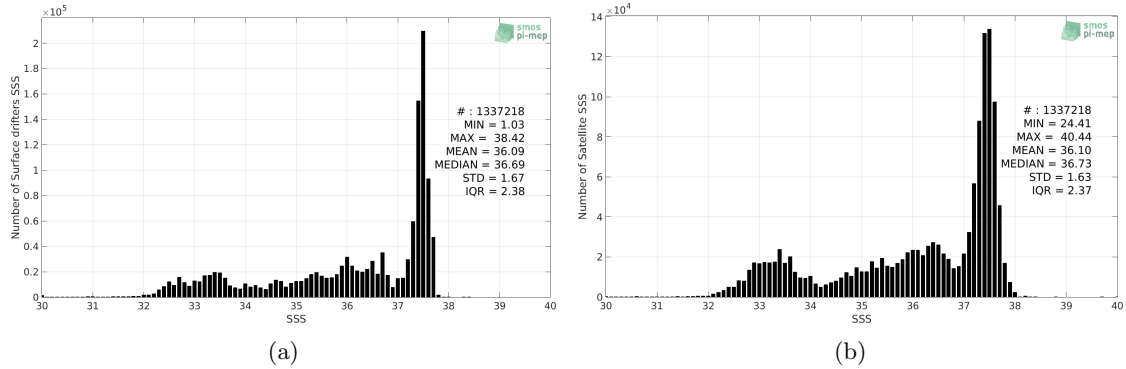 ×10⁵
smos
pi-mep
Number of Surface drifters SSS
2
1.8
1.6
1.4
1.2
1
0.8
0.6
0.4
0.2
0
# : 1337218
MIN = 1.03
MAX = 38.42
MEAN = 36.09
MEDIAN = 36.69
STD = 1.67
IQR = 2.38
30 31 32 33 34 35 36 37 38 39 40
SSS
(a)
×10⁴
smos
pi-mep
Number of Satellite SSS
14
12
10
8
6
4
2
0
# : 1337218
MIN = 24.41
MAX = 40.44
MEAN = 36.10
MEDIAN = 36.73
STD = 1.63
IQR = 2.37
30 31 32 33 34 35 36 37 38 39 40
SSS
(b)